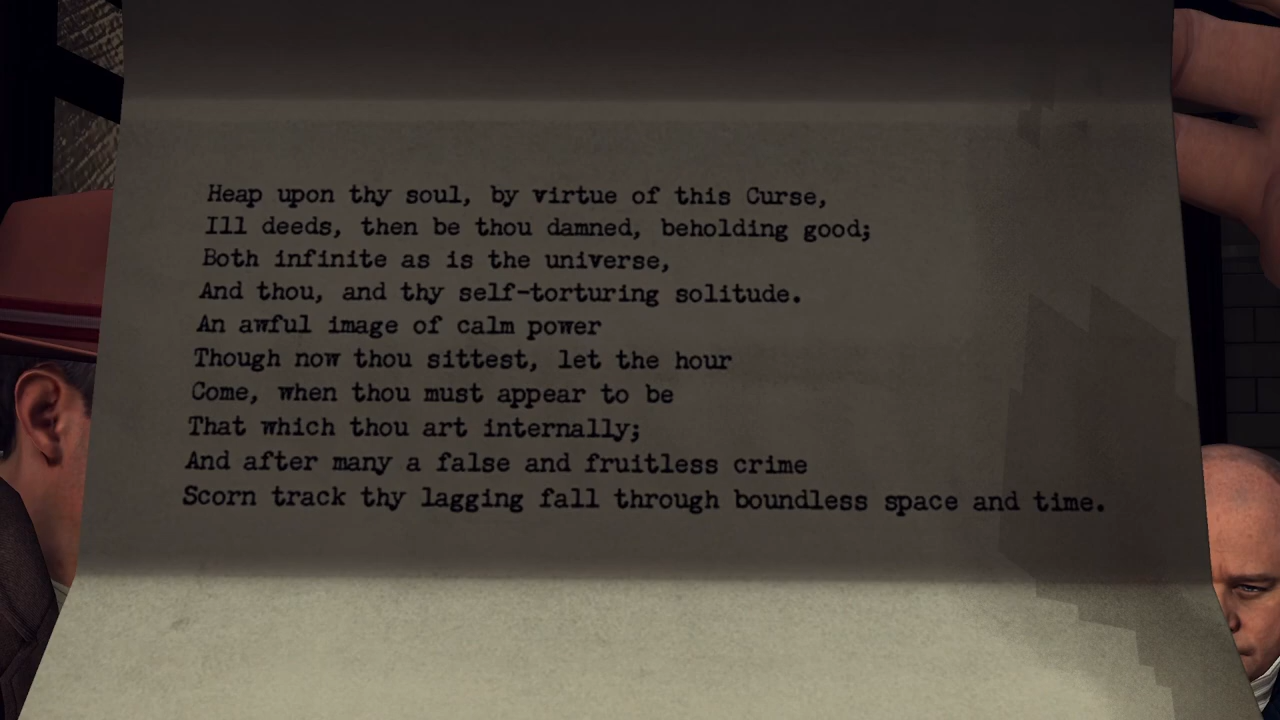 Heap upon thy soul, by virtue of this Curse,
Ill deeds, then be thou damned, beholding good;
Both infinite as is the universe,
And thou, and thy self-torturing solitude.
An awful image of calm power
Though now thou sittest, let the hour
Come, when thou must appear to be
That which thou art internally;
And after many a false and fruitless crime
Scorn track thy lagging fall through boundless space and time.